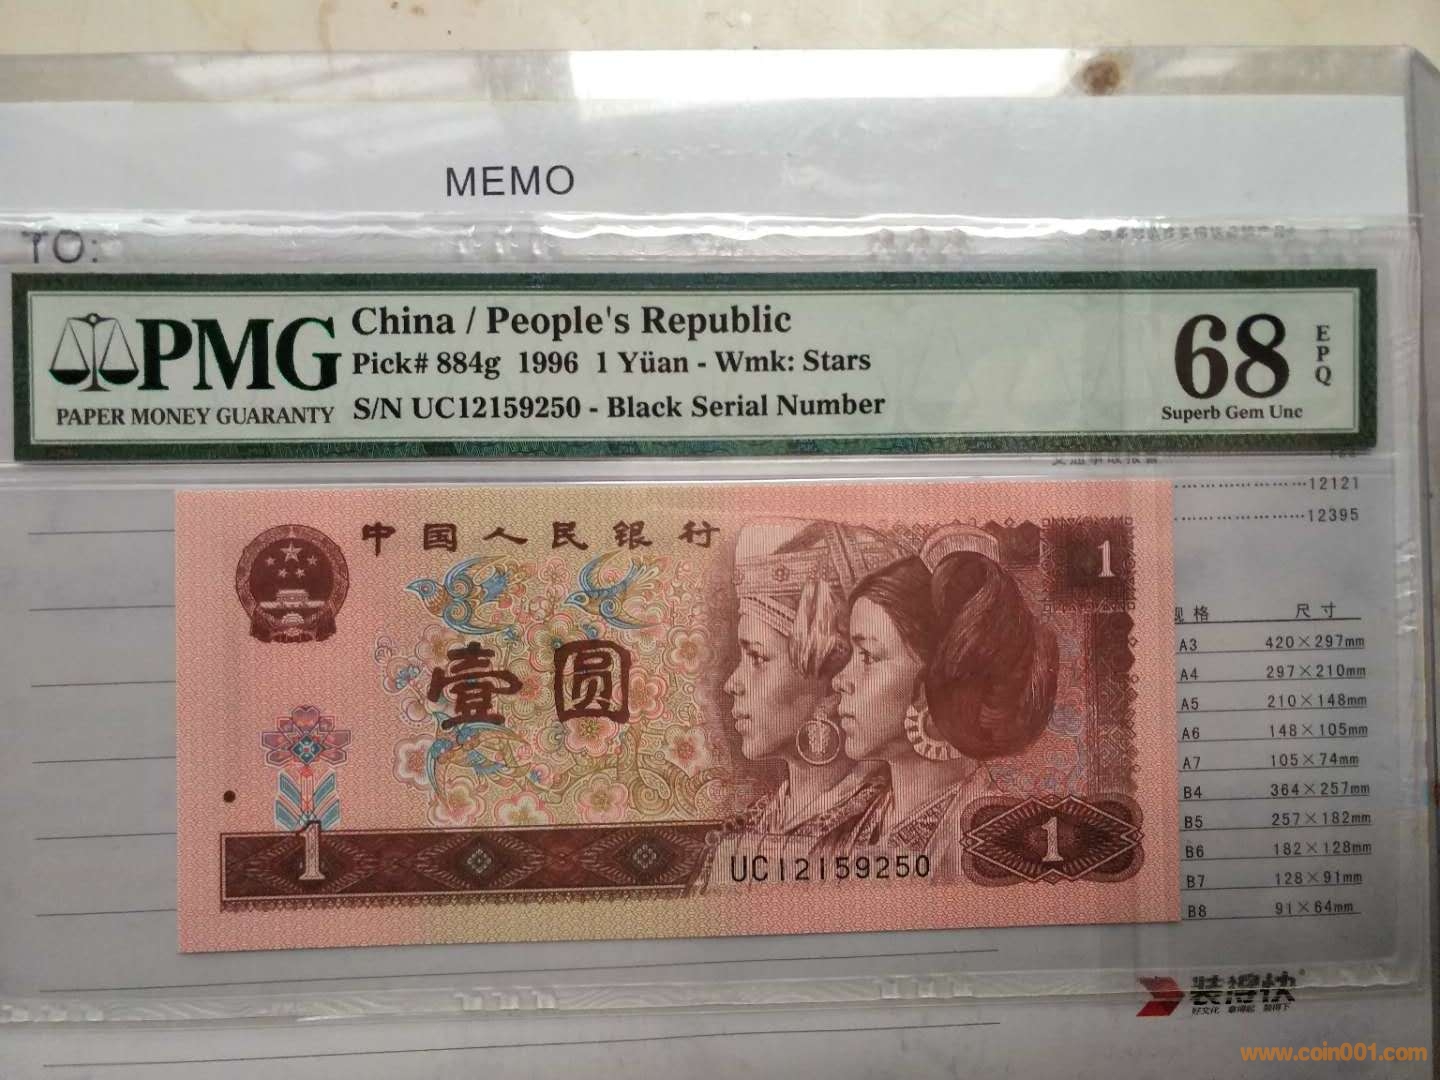 MEMO
TO:
PMG
PAPER MONEY GUARANTY
China / People's Republic
Pick# 884g 1996 1 Yüan - Wmk: Stars
S/N UC12159250 - Black Serial Number
68
EPQ
Superb Gem Unc
12121
12395
中国人民银行
1
壹圆
1
UC12159250
1
规格 尺寸
A3 420×297mm
A4 297×210mm
A5 210×148mm
A6 148×105mm
A7 105×74mm
B4 364×257mm
B5 257×182mm
B6 182×128mm
B7 128×91mm
B8 91×64mm
装得快
www.coin001.com